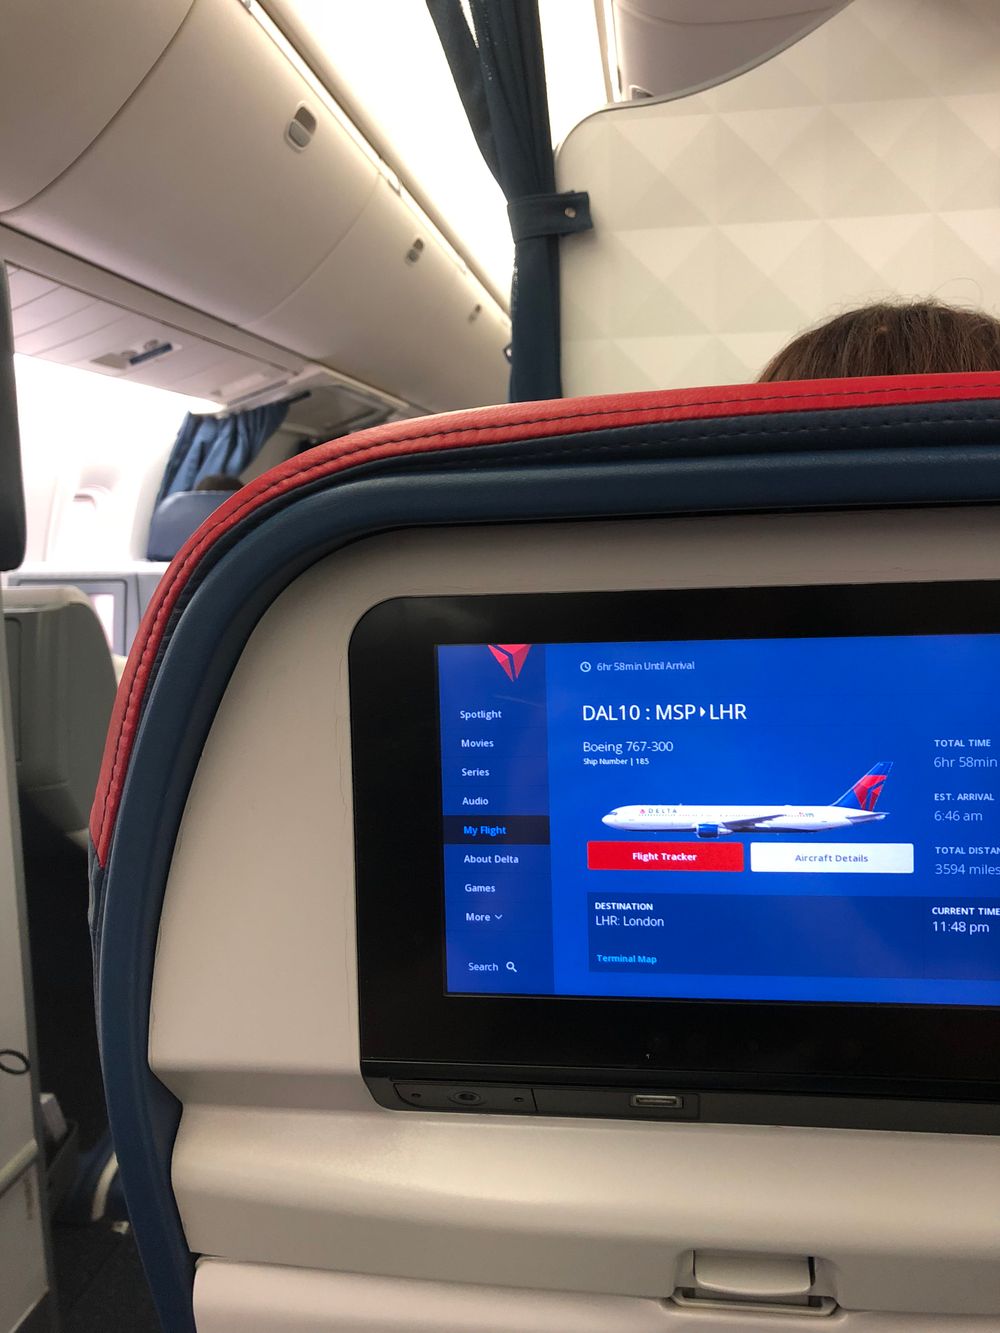 6hr 58min Until Arrival
DAL10 : MSP▸LHR
Boeing 767-300
Ship Number | 185
DELTA
Flight Tracker
Aircraft Details
TOTAL TIME
6hr 58min
EST. ARRIVAL
6:46 am
TOTAL DISTAN
3594 miles
DESTINATION
LHR: London
Terminal Map
CURRENT TIME
11:48 pm
Spotlight
Movies
Series
Audio
My Flight
About Delta
Games
More
Search